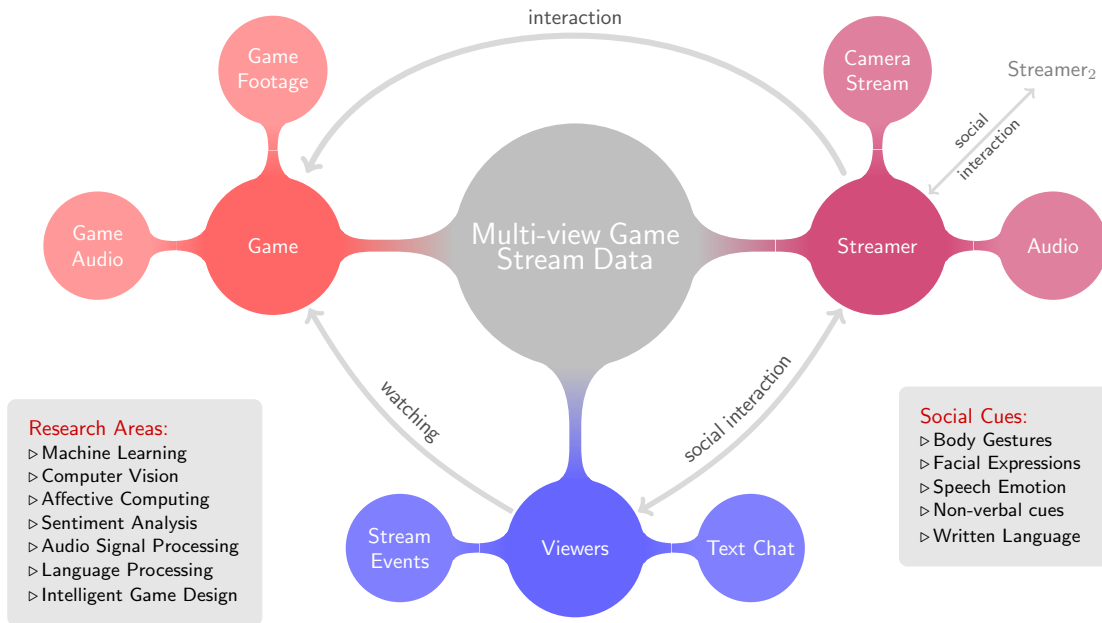 interaction
Game
Footage
Camera
Stream
Streamer₂
social
interaction
Game
Audio
Game
Multi-view Game
Stream Data
Streamer
Audio
watching
social interaction
Research Areas:
▷ Machine Learning
▷ Computer Vision
▷ Affective Computing
▷ Sentiment Analysis
▷ Audio Signal Processing
▷ Language Processing
▷ Intelligent Game Design
Social Cues:
▷ Body Gestures
▷ Facial Expressions
▷ Speech Emotion
▷ Non-verbal cues
▷ Written Language
Stream
Events
Viewers
Text Chat